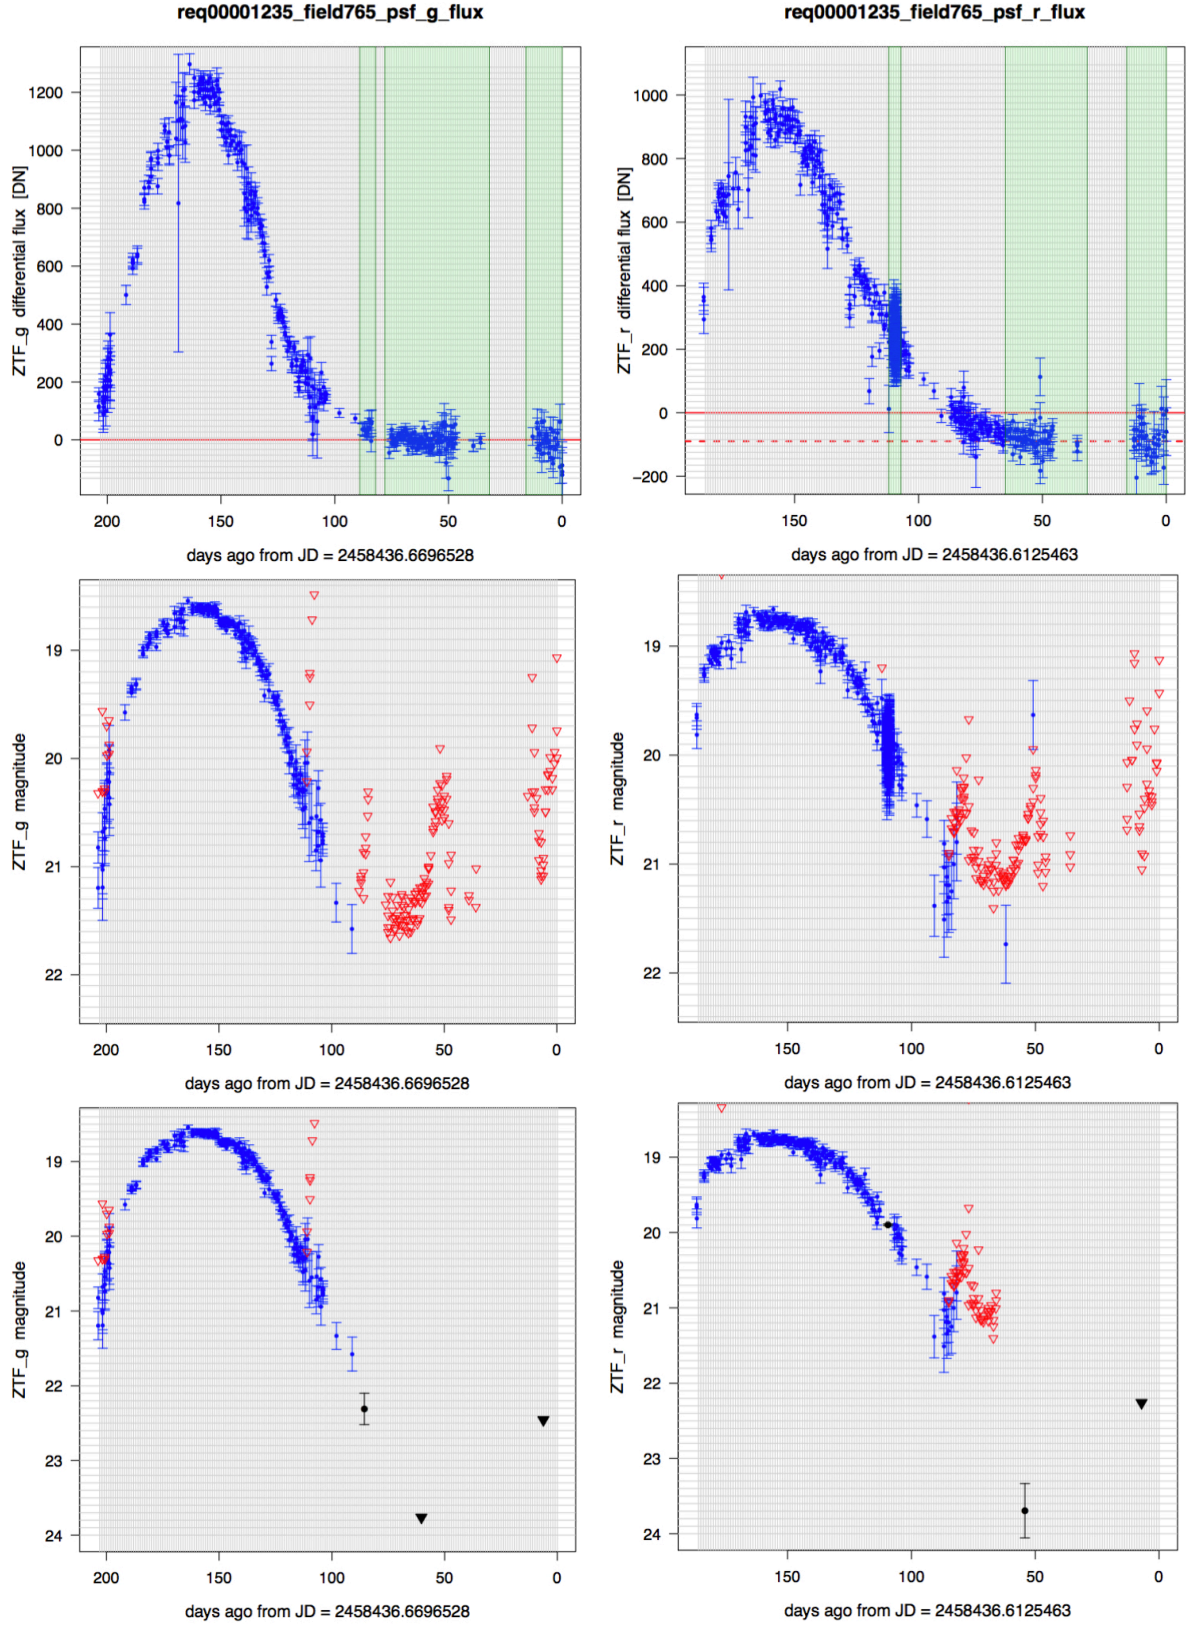 req00001235_field765_psf_g_flux
ZTF_g differential flux [DN]
1200
1000
800
600
400
200
0
200 150 100 50 0
days ago from JD = 2458436.6696528
req00001235_field765_psf_r_flux
ZTF_r differential flux [DN]
1000
800
600
400
200
0
−200
150 100 50 0
days ago from JD = 2458436.6125463
ZTF_g magnitude
19
20
21
22
200 150 100 50 0
days ago from JD = 2458436.6696528
ZTF_r magnitude
19
20
21
22
150 100 50 0
days ago from JD = 2458436.6125463
ZTF_g magnitude
19
20
21
22
23
24
200 150 100 50 0
days ago from JD = 2458436.6696528
ZTF_r magnitude
19
20
21
22
23
24
150 100 50 0
days ago from JD = 2458436.6125463